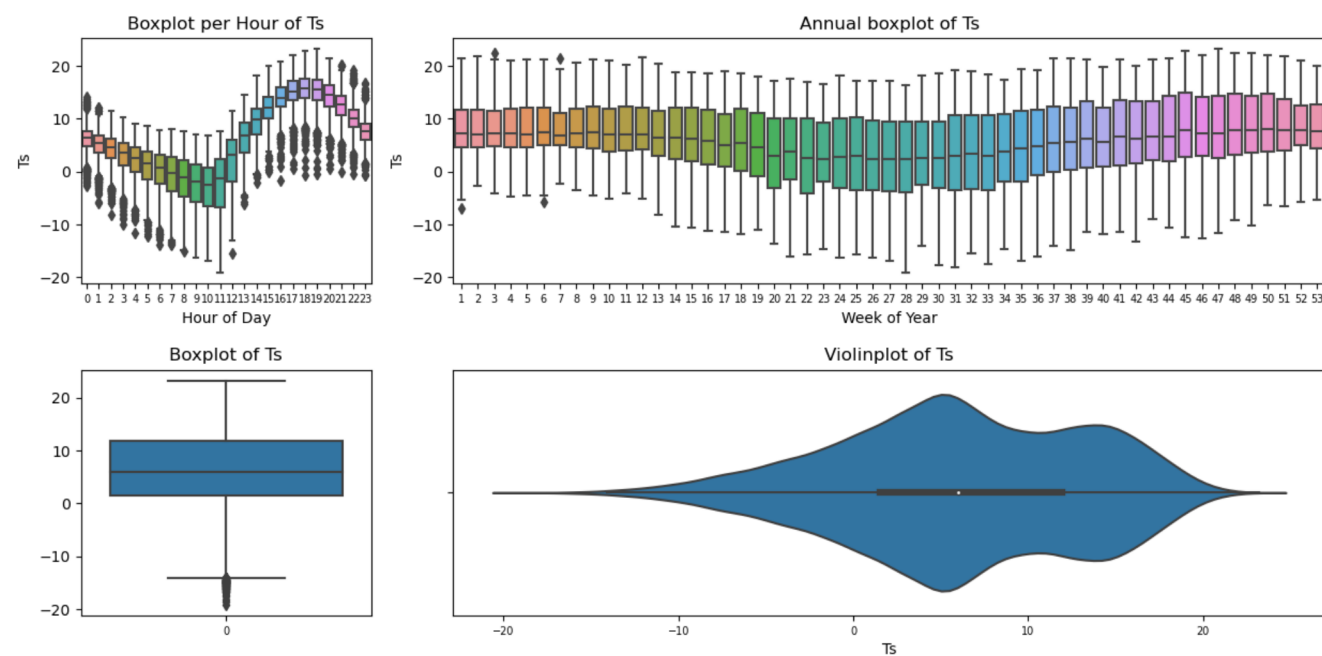 Boxplot per Hour of Ts
Ts
20
10
0
−10
−20
0 1 2 3 4 5 6 7 8 9 10 11 12 13 14 15 16 17 18 19 20 21 22 23
Hour of Day
Annual boxplot of Ts
Ts
20
10
0
−10
−20
1 2 3 4 5 6 7 8 9 10 11 12 13 14 15 16 17 18 19 20 21 22 23 24 25 26 27 28 29 30 31 32 33 34 35 36 37 38 39 40 41 42 43 44 45 46 47 48 49 50 51 52 53
Week of Year
Boxplot of Ts
20
10
0
−10
−20
0
Violinplot of Ts
−20 −10 0 10 20
Ts